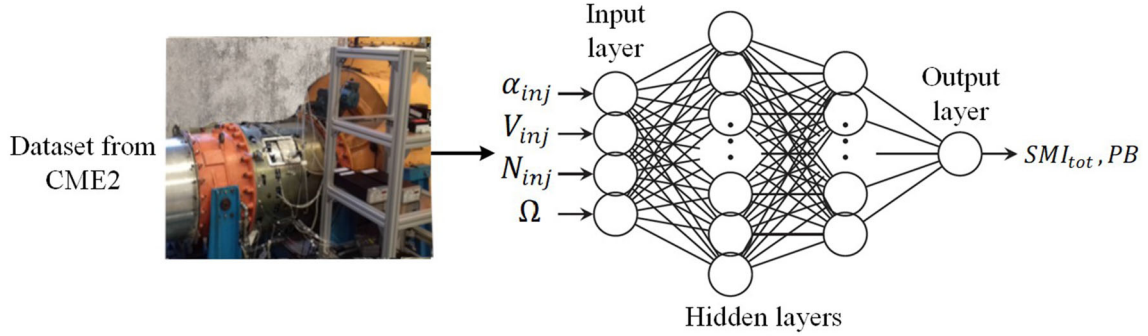 Dataset from
CME2
Input
layer
α_inj
V_inj
N_inj
Ω
Hidden layers
Output
layer
SMI_tot, PB